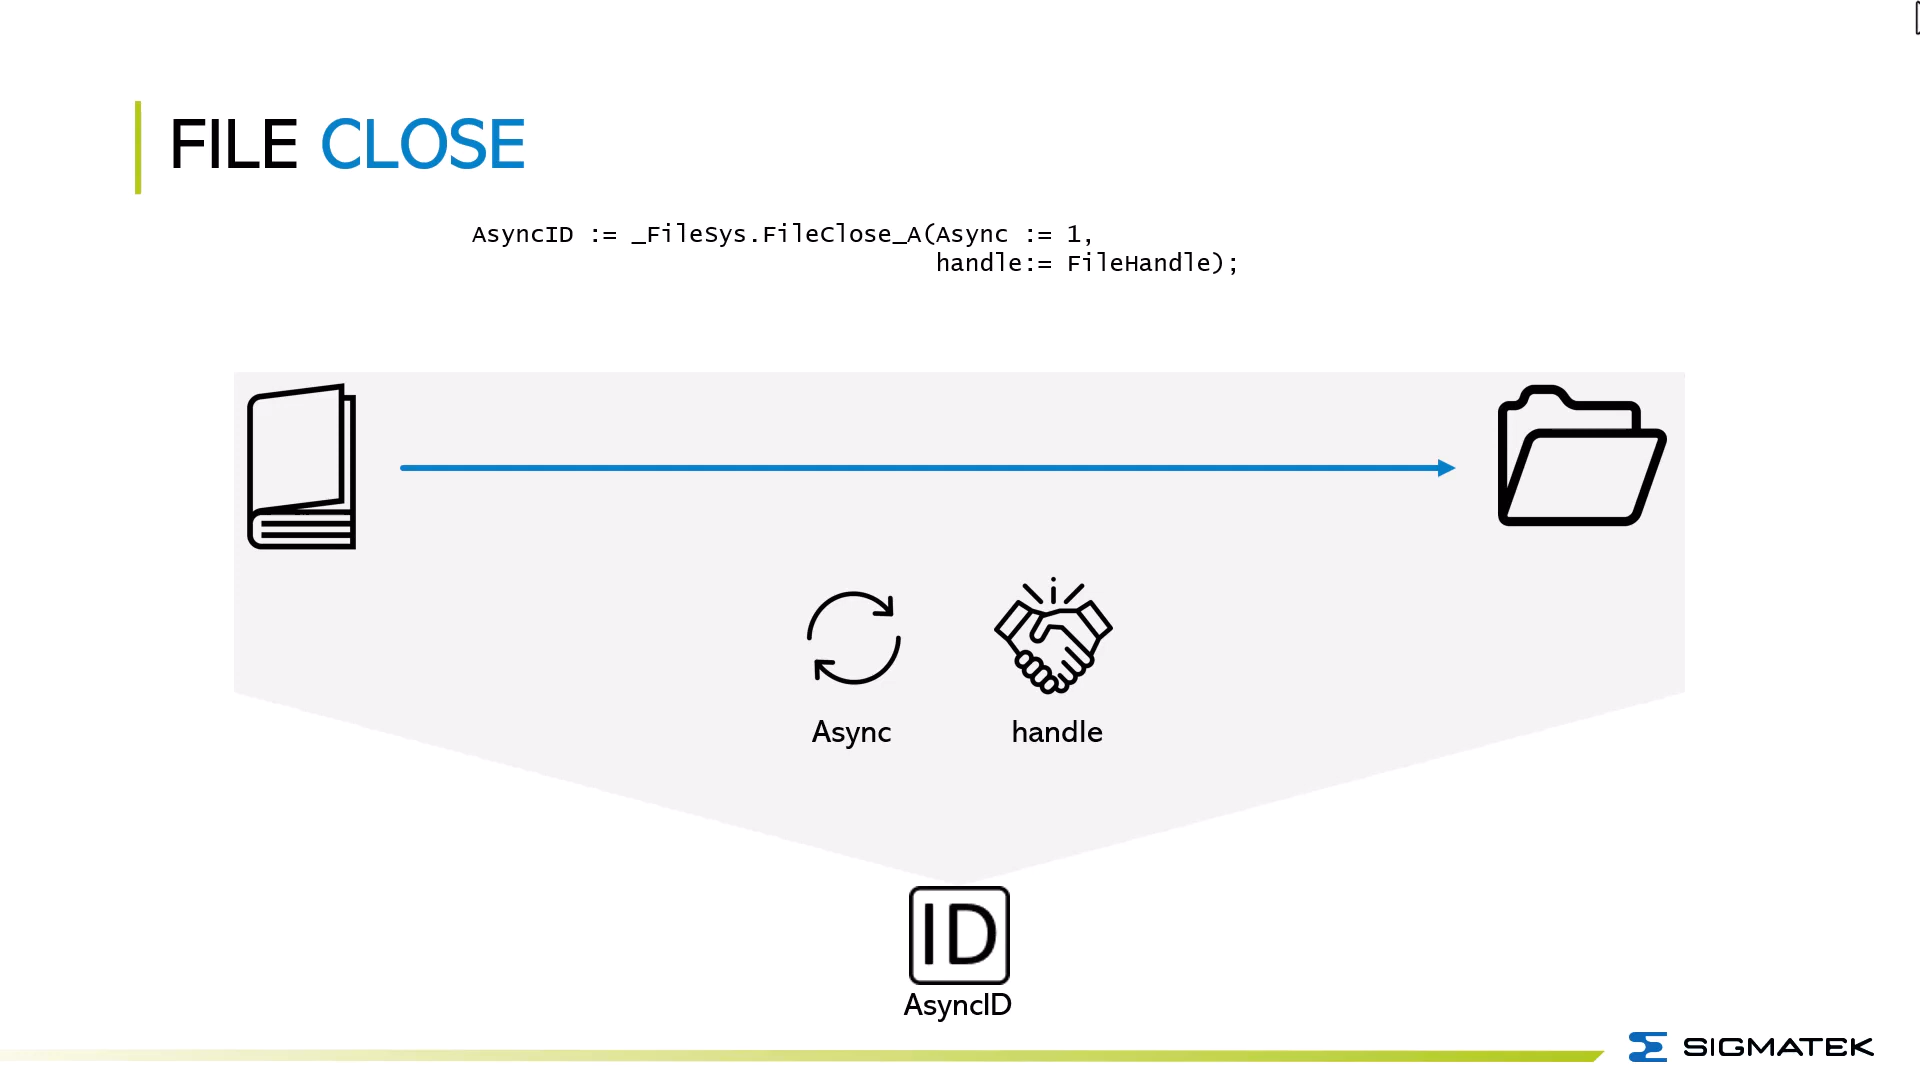 FILE CLOSE
AsyncID := _FileSys.FileClose_A(Async := 1,
handle:= FileHandle);
Async
handle
ID
AsyncID
SIGMATEK